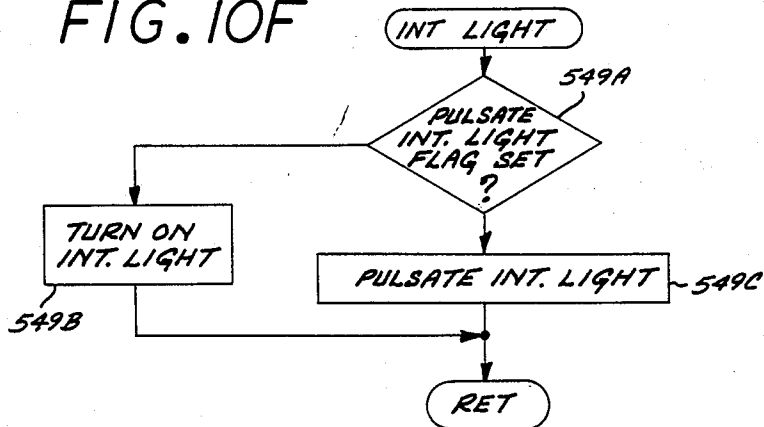 FIG. 10F
INT LIGHT
549A
PULSATE
INT. LIGHT
FLAG SET
?
TURN ON
INT. LIGHT
549B
PULSATE INT. LIGHT
549C
RET